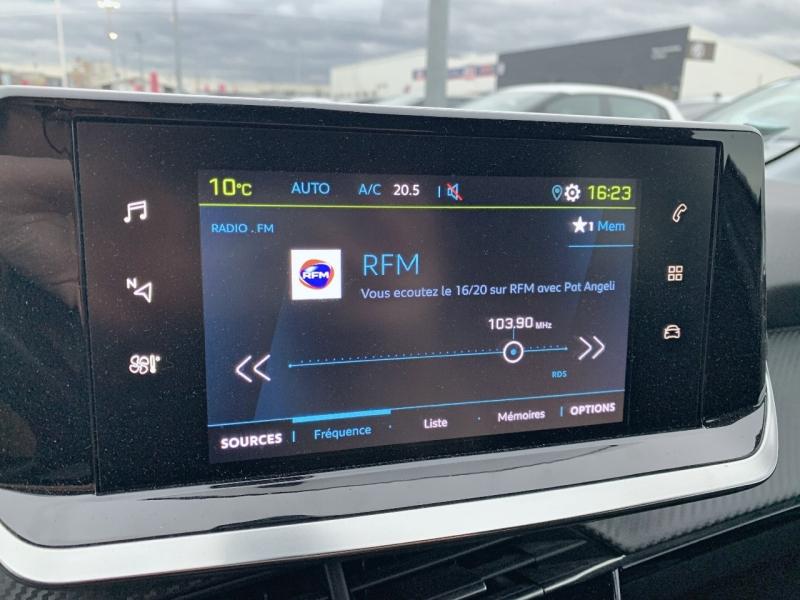 10°C AUTO A/C 20.5 16:23
RADIO . FM
1 Mem
RFM
RFM
Vous ecoutez le 16/20 sur RFM avec Pat Angeli
103.90 MHz
RDS
SOURCES Fréquence Liste Mémoires OPTIONS
N